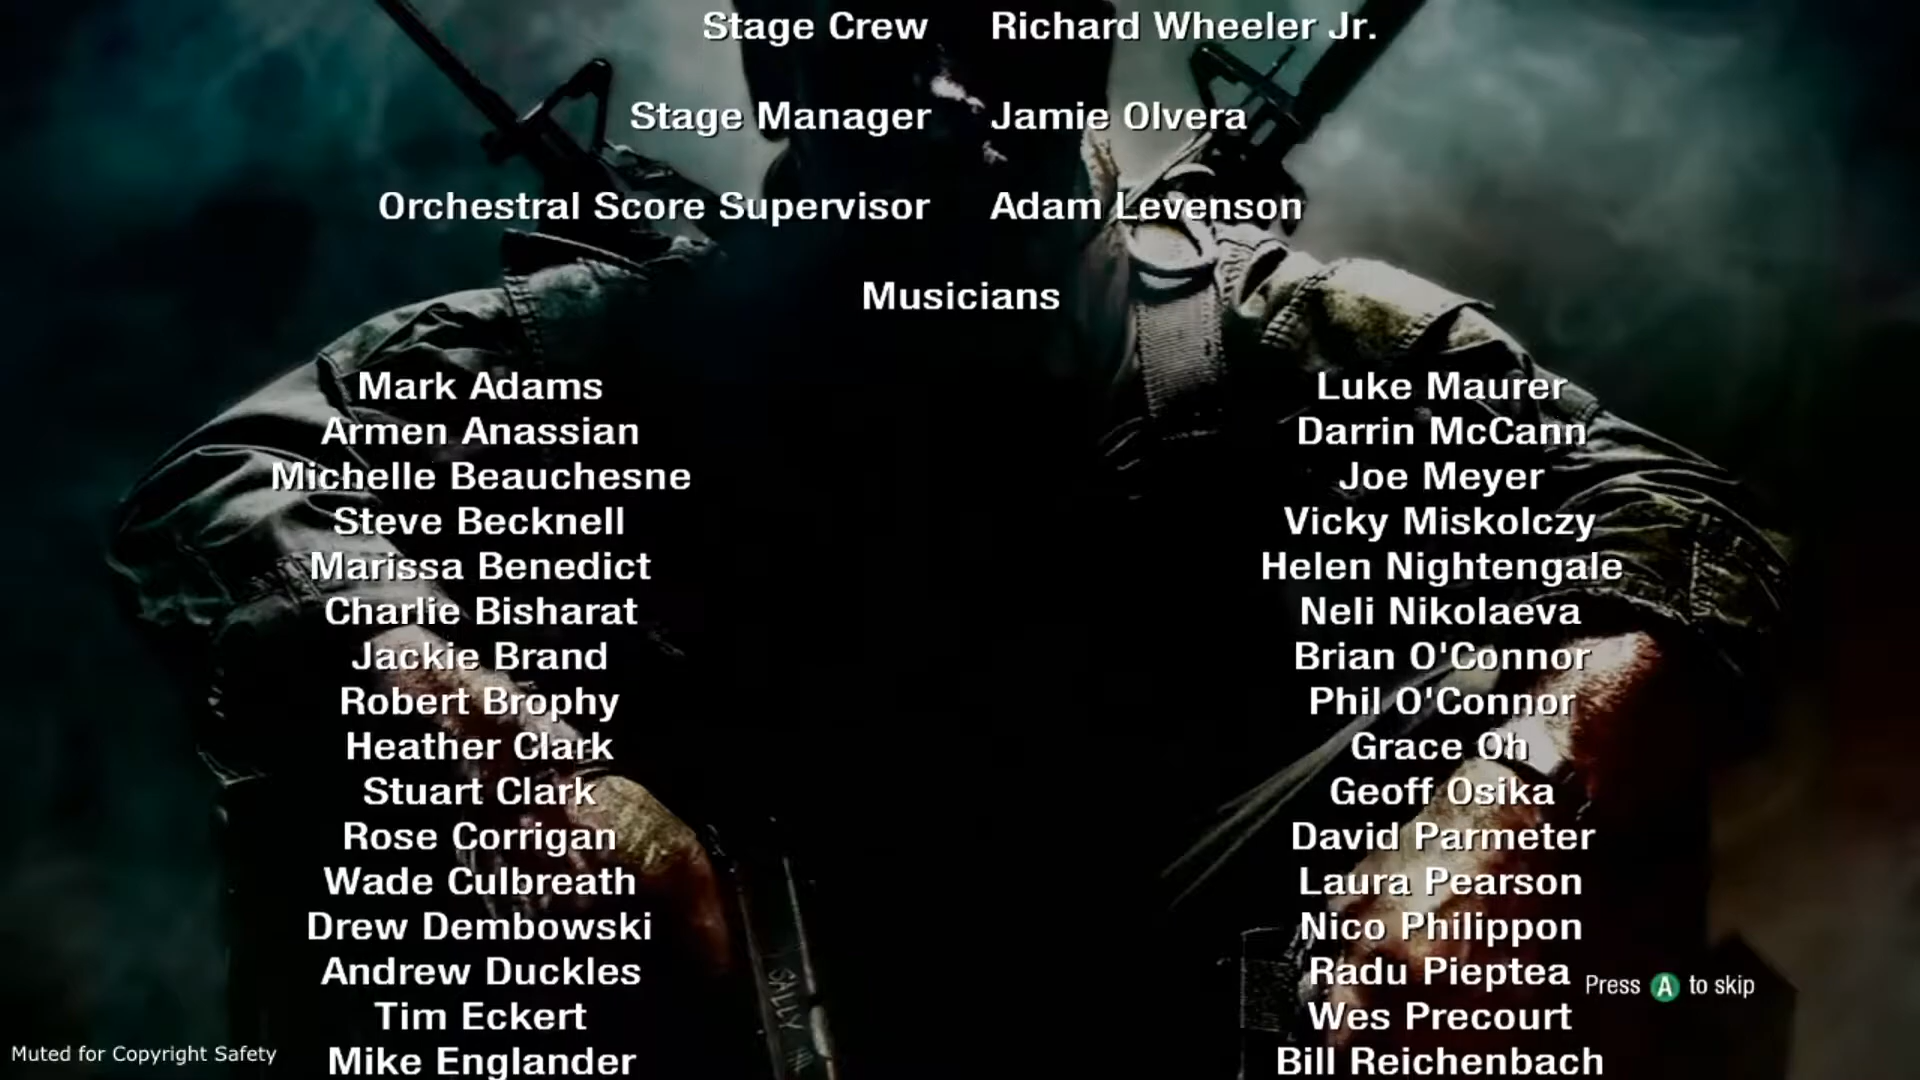 Stage Crew Richard Wheeler Jr.
Stage Manager Jamie Olvera
Orchestral Score Supervisor Adam Levenson
Musicians
Mark Adams Luke Maurer
Armen Anassian Darrin McCann
Michelle Beauchesne Joe Meyer
Steve Becknell Vicky Miskolczy
Marissa Benedict Helen Nightengale
Charlie Bisharat Neli Nikolaeva
Jackie Brand Brian O'Connor
Robert Brophy Phil O'Connor
Heather Clark Grace Oh
Stuart Clark Geoff Osika
Rose Corrigan David Parmeter
Wade Culbreath Laura Pearson
Drew Dembowski Nico Philippon
Andrew Duckles Radu Pieptea
Press A to skip
Tim Eckert Wes Precourt
Mike Englander Bill Reichenbach
Muted for Copyright Safety
SALLY